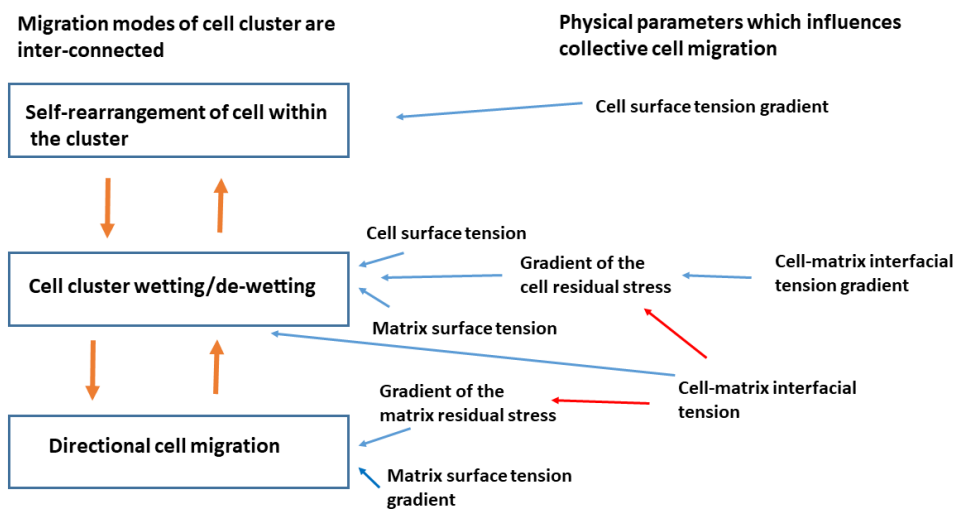 Migration modes of cell cluster are
inter-connected
Physical parameters which influences
collective cell migration
Self-rearrangement of cell within
the cluster
Cell surface tension gradient
Cell surface tension
Cell cluster wetting/de-wetting
Gradient of the
cell residual stress
Cell-matrix interfacial
tension gradient
Matrix surface tension
Gradient of the
matrix residual stress
Cell-matrix interfacial
tension
Directional cell migration
Matrix surface tension
gradient